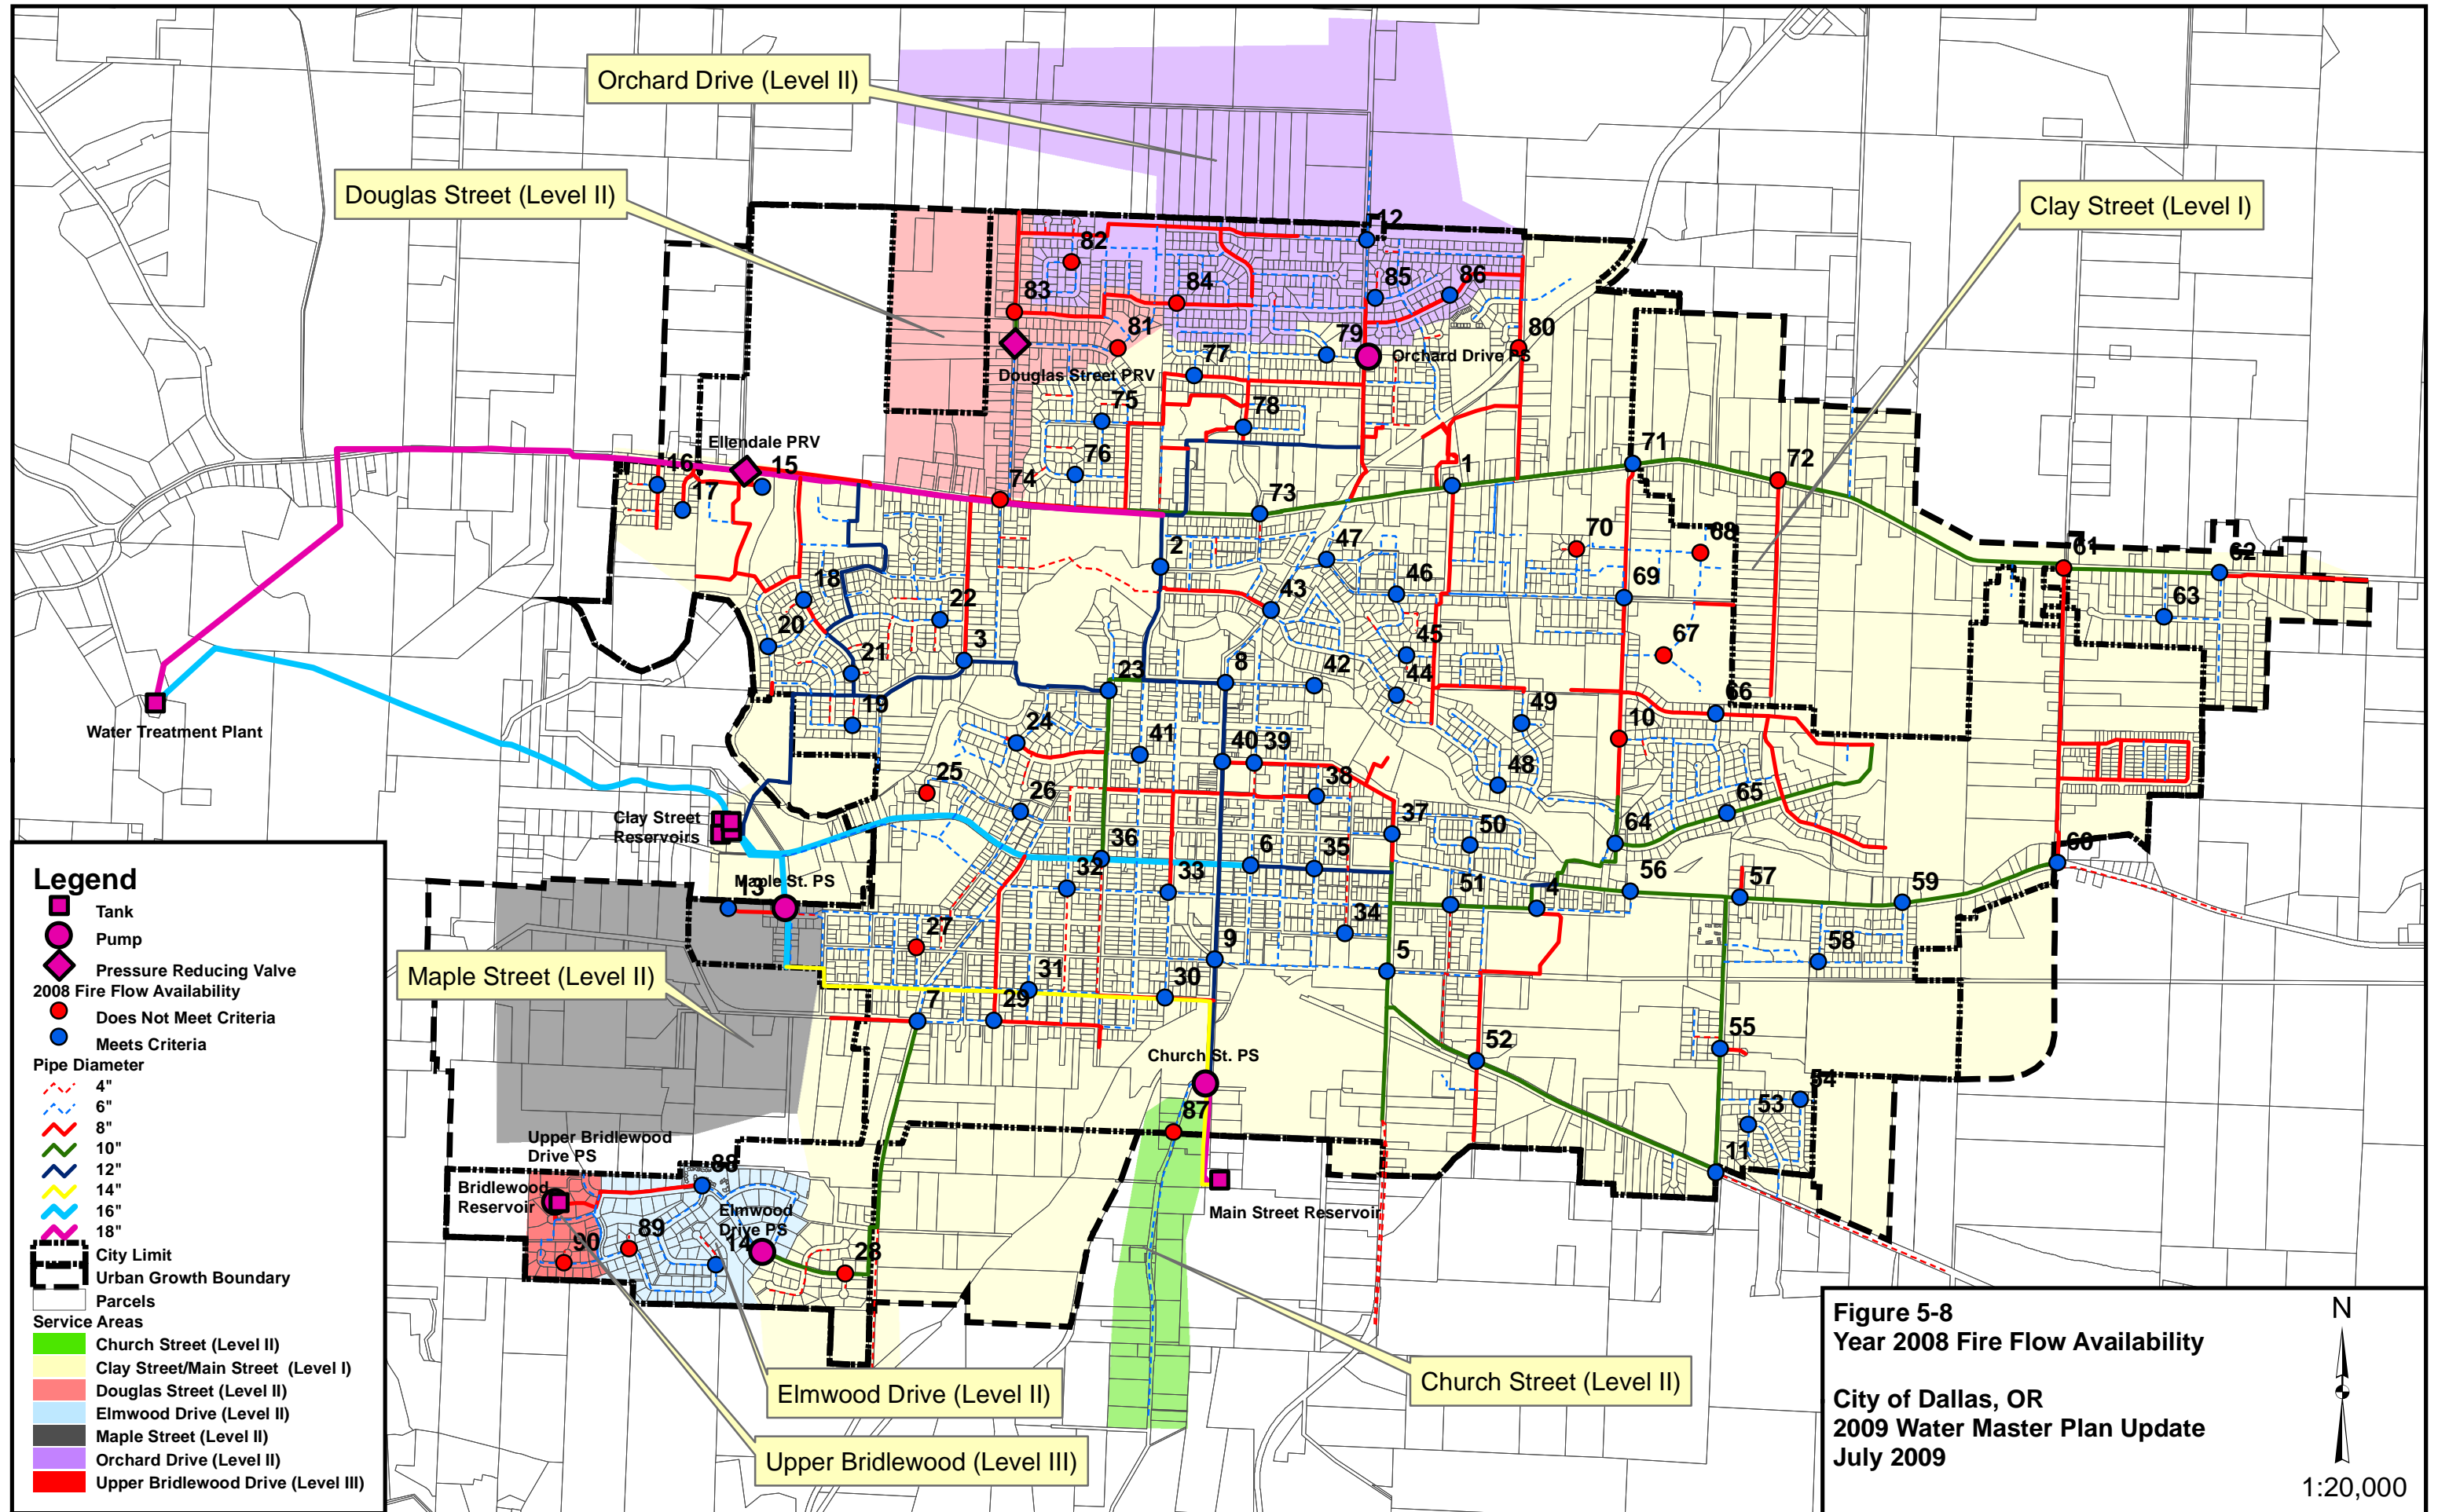 Orchard Drive (Level II)
Douglas Street (Level II)
Clay Street (Level I)
12
82
83
84
85
86
81
79
80
Orchard Drive PS
77
Douglas Street PRV
75
78
Ellendale PRV
76
71
16
15
17
74
1
72
73
70
68
47
2
61
62
18
46
69
43
63
22
20
45
67
3
21
8
42
44
23
66
19
49
10
24
41
40
39
Water Treatment Plant
25
38
48
26
65
Clay Street
Reservoirs
37
50
64
36
6
35
60
32
33
Maple St. PS
13
51
4
56
57
59
34
27
9
5
58
Maple Street (Level II)
31
30
7
29
52
55
Church St. PS
87
54
53
11
Upper Bridlewood
Drive PS
88
Bridlewood
Reservoir
Elmwood
Drive PS
Main Street Reservoir
90
89
14
28
Elmwood Drive (Level II)
Church Street (Level II)
Upper Bridlewood (Level III)
Legend
Tank
Pump
Pressure Reducing Valve
2008 Fire Flow Availability
Does Not Meet Criteria
Meets Criteria
Pipe Diameter
4"
6"
8"
10"
12"
14"
16"
18"
City Limit
Urban Growth Boundary
Parcels
Service Areas
Church Street (Level II)
Clay Street/Main Street (Level I)
Douglas Street (Level II)
Elmwood Drive (Level II)
Maple Street (Level II)
Orchard Drive (Level II)
Upper Bridlewood Drive (Level III)
Figure 5-8
Year 2008 Fire Flow Availability
City of Dallas, OR
2009 Water Master Plan Update
July 2009
N
1:20,000